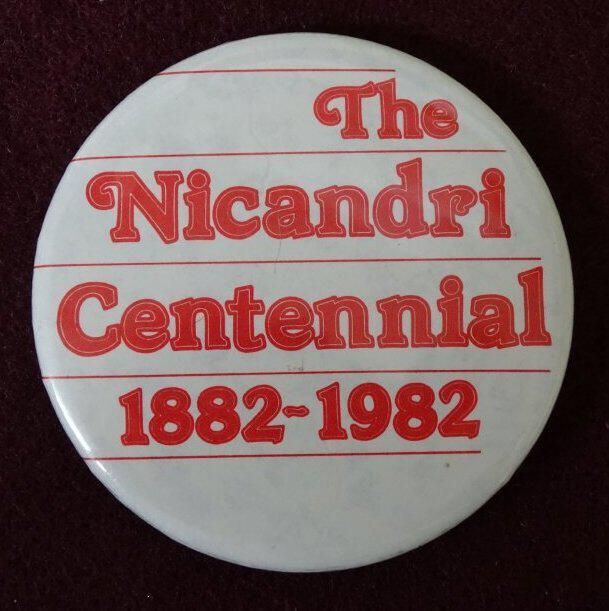 The
Nicandri
Centennial
1882-1982